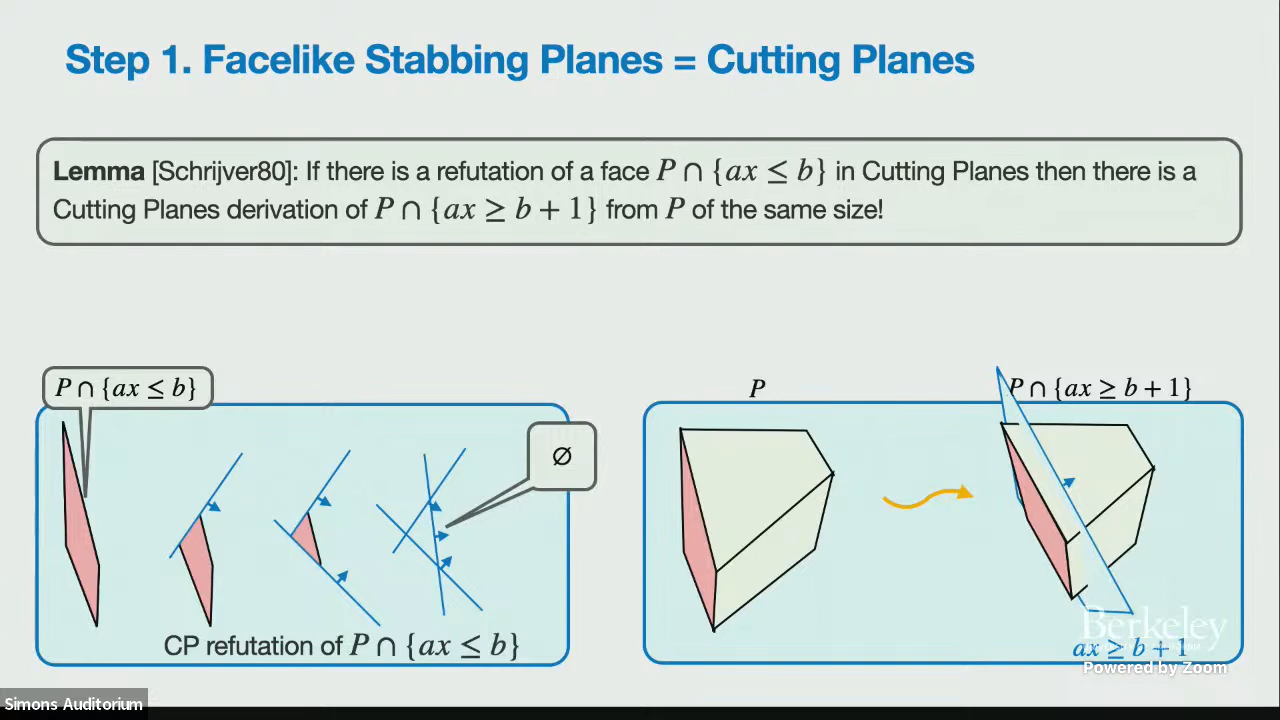 Step 1. Facelike Stabbing Planes = Cutting Planes
Lemma [Schrijver80]: If there is a refutation of a face P ∩ {ax ≤ b} in Cutting Planes then there is a
Cutting Planes derivation of P ∩ {ax ≥ b + 1} from P of the same size!
P ∩ {ax ≤ b}
∅
CP refutation of P ∩ {ax ≤ b}
P
P ∩ {ax ≥ b + 1}
Berkeley
ax ≥ b + 1
Powered by Zoom
Simons Auditorium